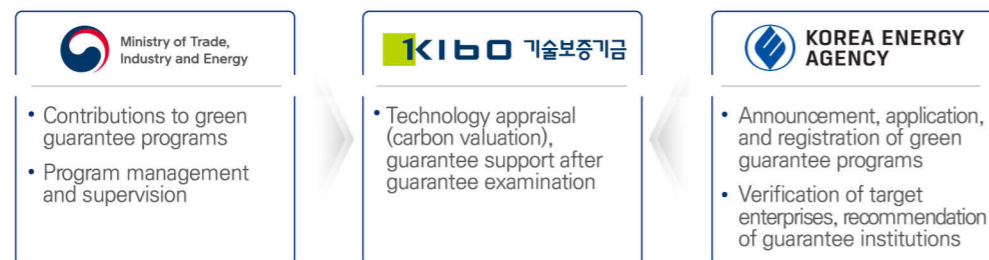 Ministry of Trade,
Industry and Energy
• Contributions to green
guarantee programs
• Program management
and supervision
KIBO 기술보증기금
• Technology appraisal
(carbon valuation),
guarantee support after
guarantee examination
KOREA ENERGY
AGENCY
• Announcement, application,
and registration of green
guarantee programs
• Verification of target
enterprises, recommendation
of guarantee institutions